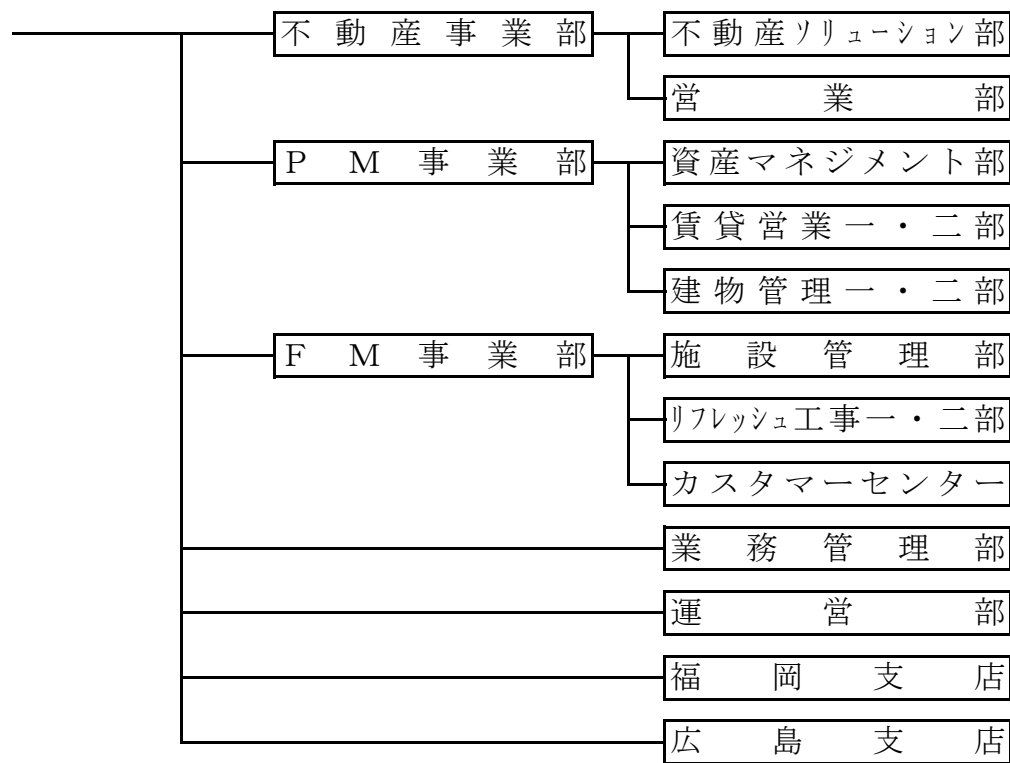 不動産事業部 不動産ソリューション部
営業部
PM事業部 資産マネジメント部
賃貸営業一・二部
建物管理一・二部
FM事業部 施設管理部
リフレッシュ工事一・二部
カスタマーセンター
業務管理部
運営部
福岡支店
広島支店